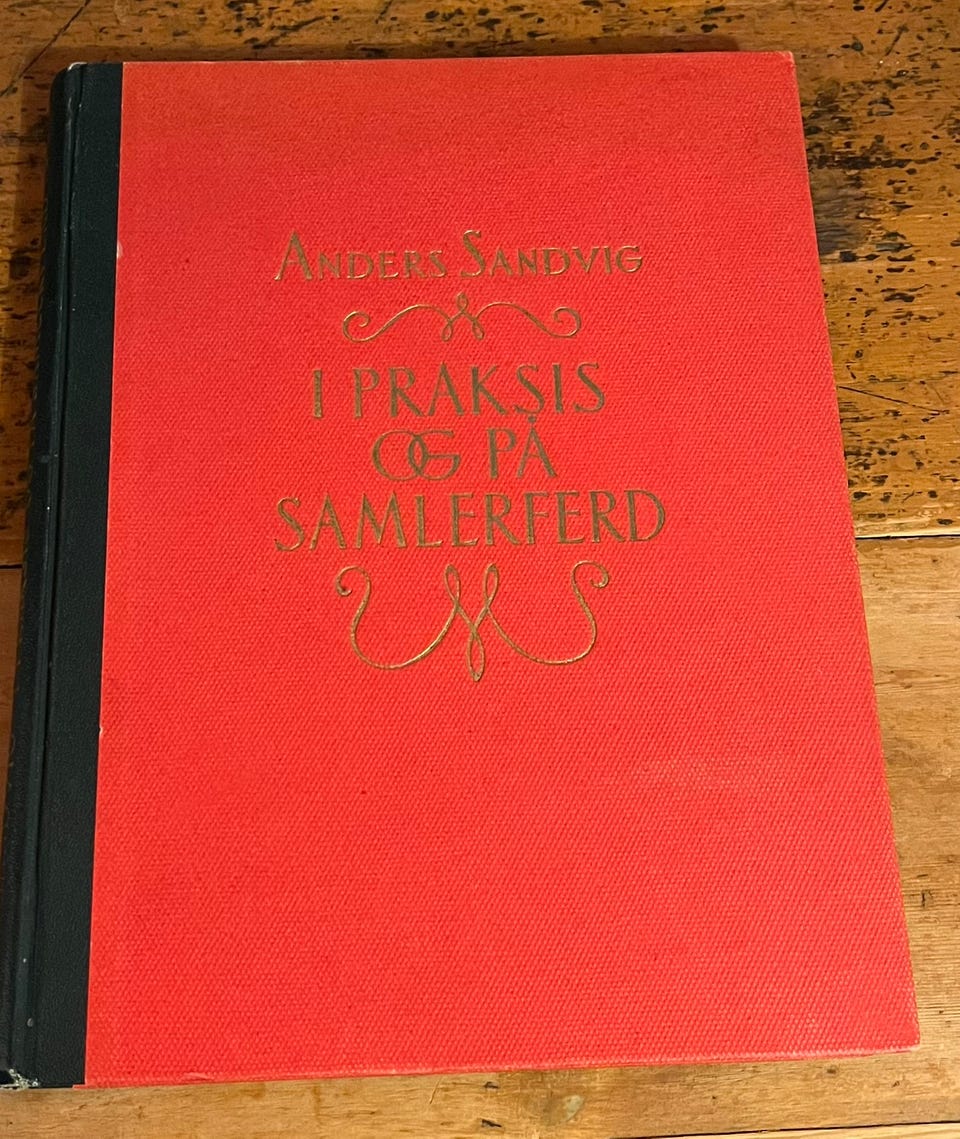 ANDERS SANDVIG
I PRAKSIS
OG PÅ
SAMLERFERD